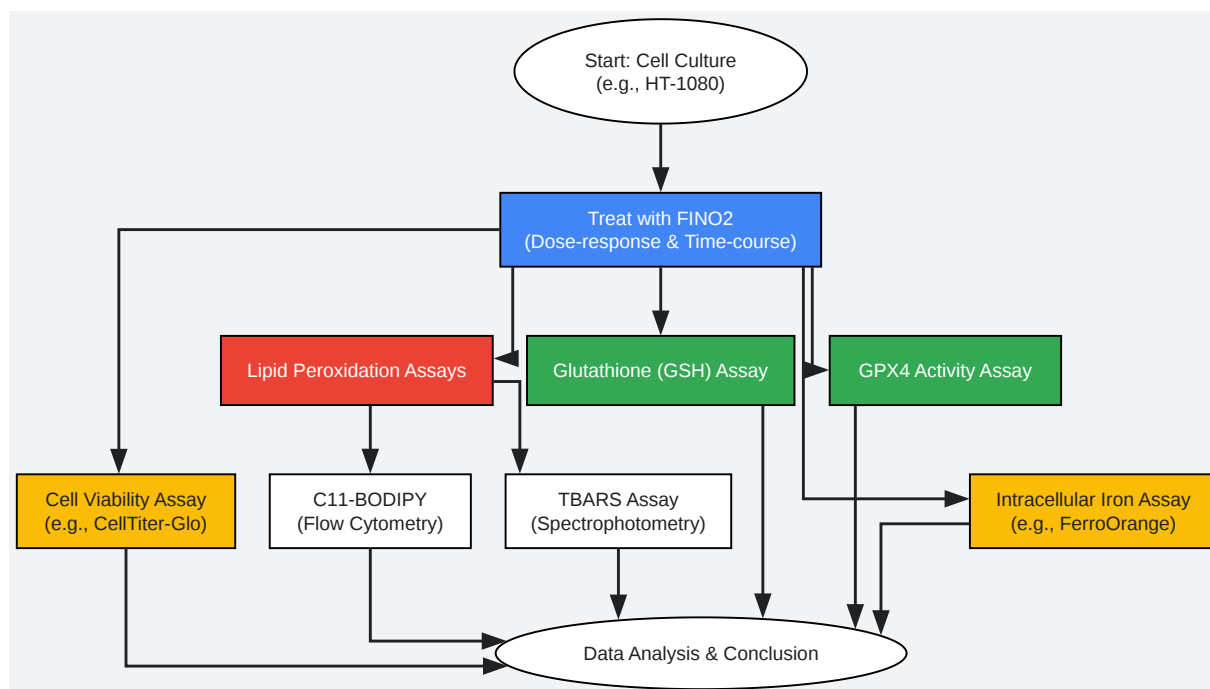 Start: Cell Culture
(e.g., HT-1080)
Treat with FINO2
(Dose-response & Time-course)
Lipid Peroxidation Assays
Glutathione (GSH) Assay
GPX4 Activity Assay
Cell Viability Assay
(e.g., CellTiter-Glo)
C11-BODIPY
(Flow Cytometry)
TBARS Assay
(Spectrophotometry)
Intracellular Iron Assay
(e.g., FerroOrange)
Data Analysis & Conclusion